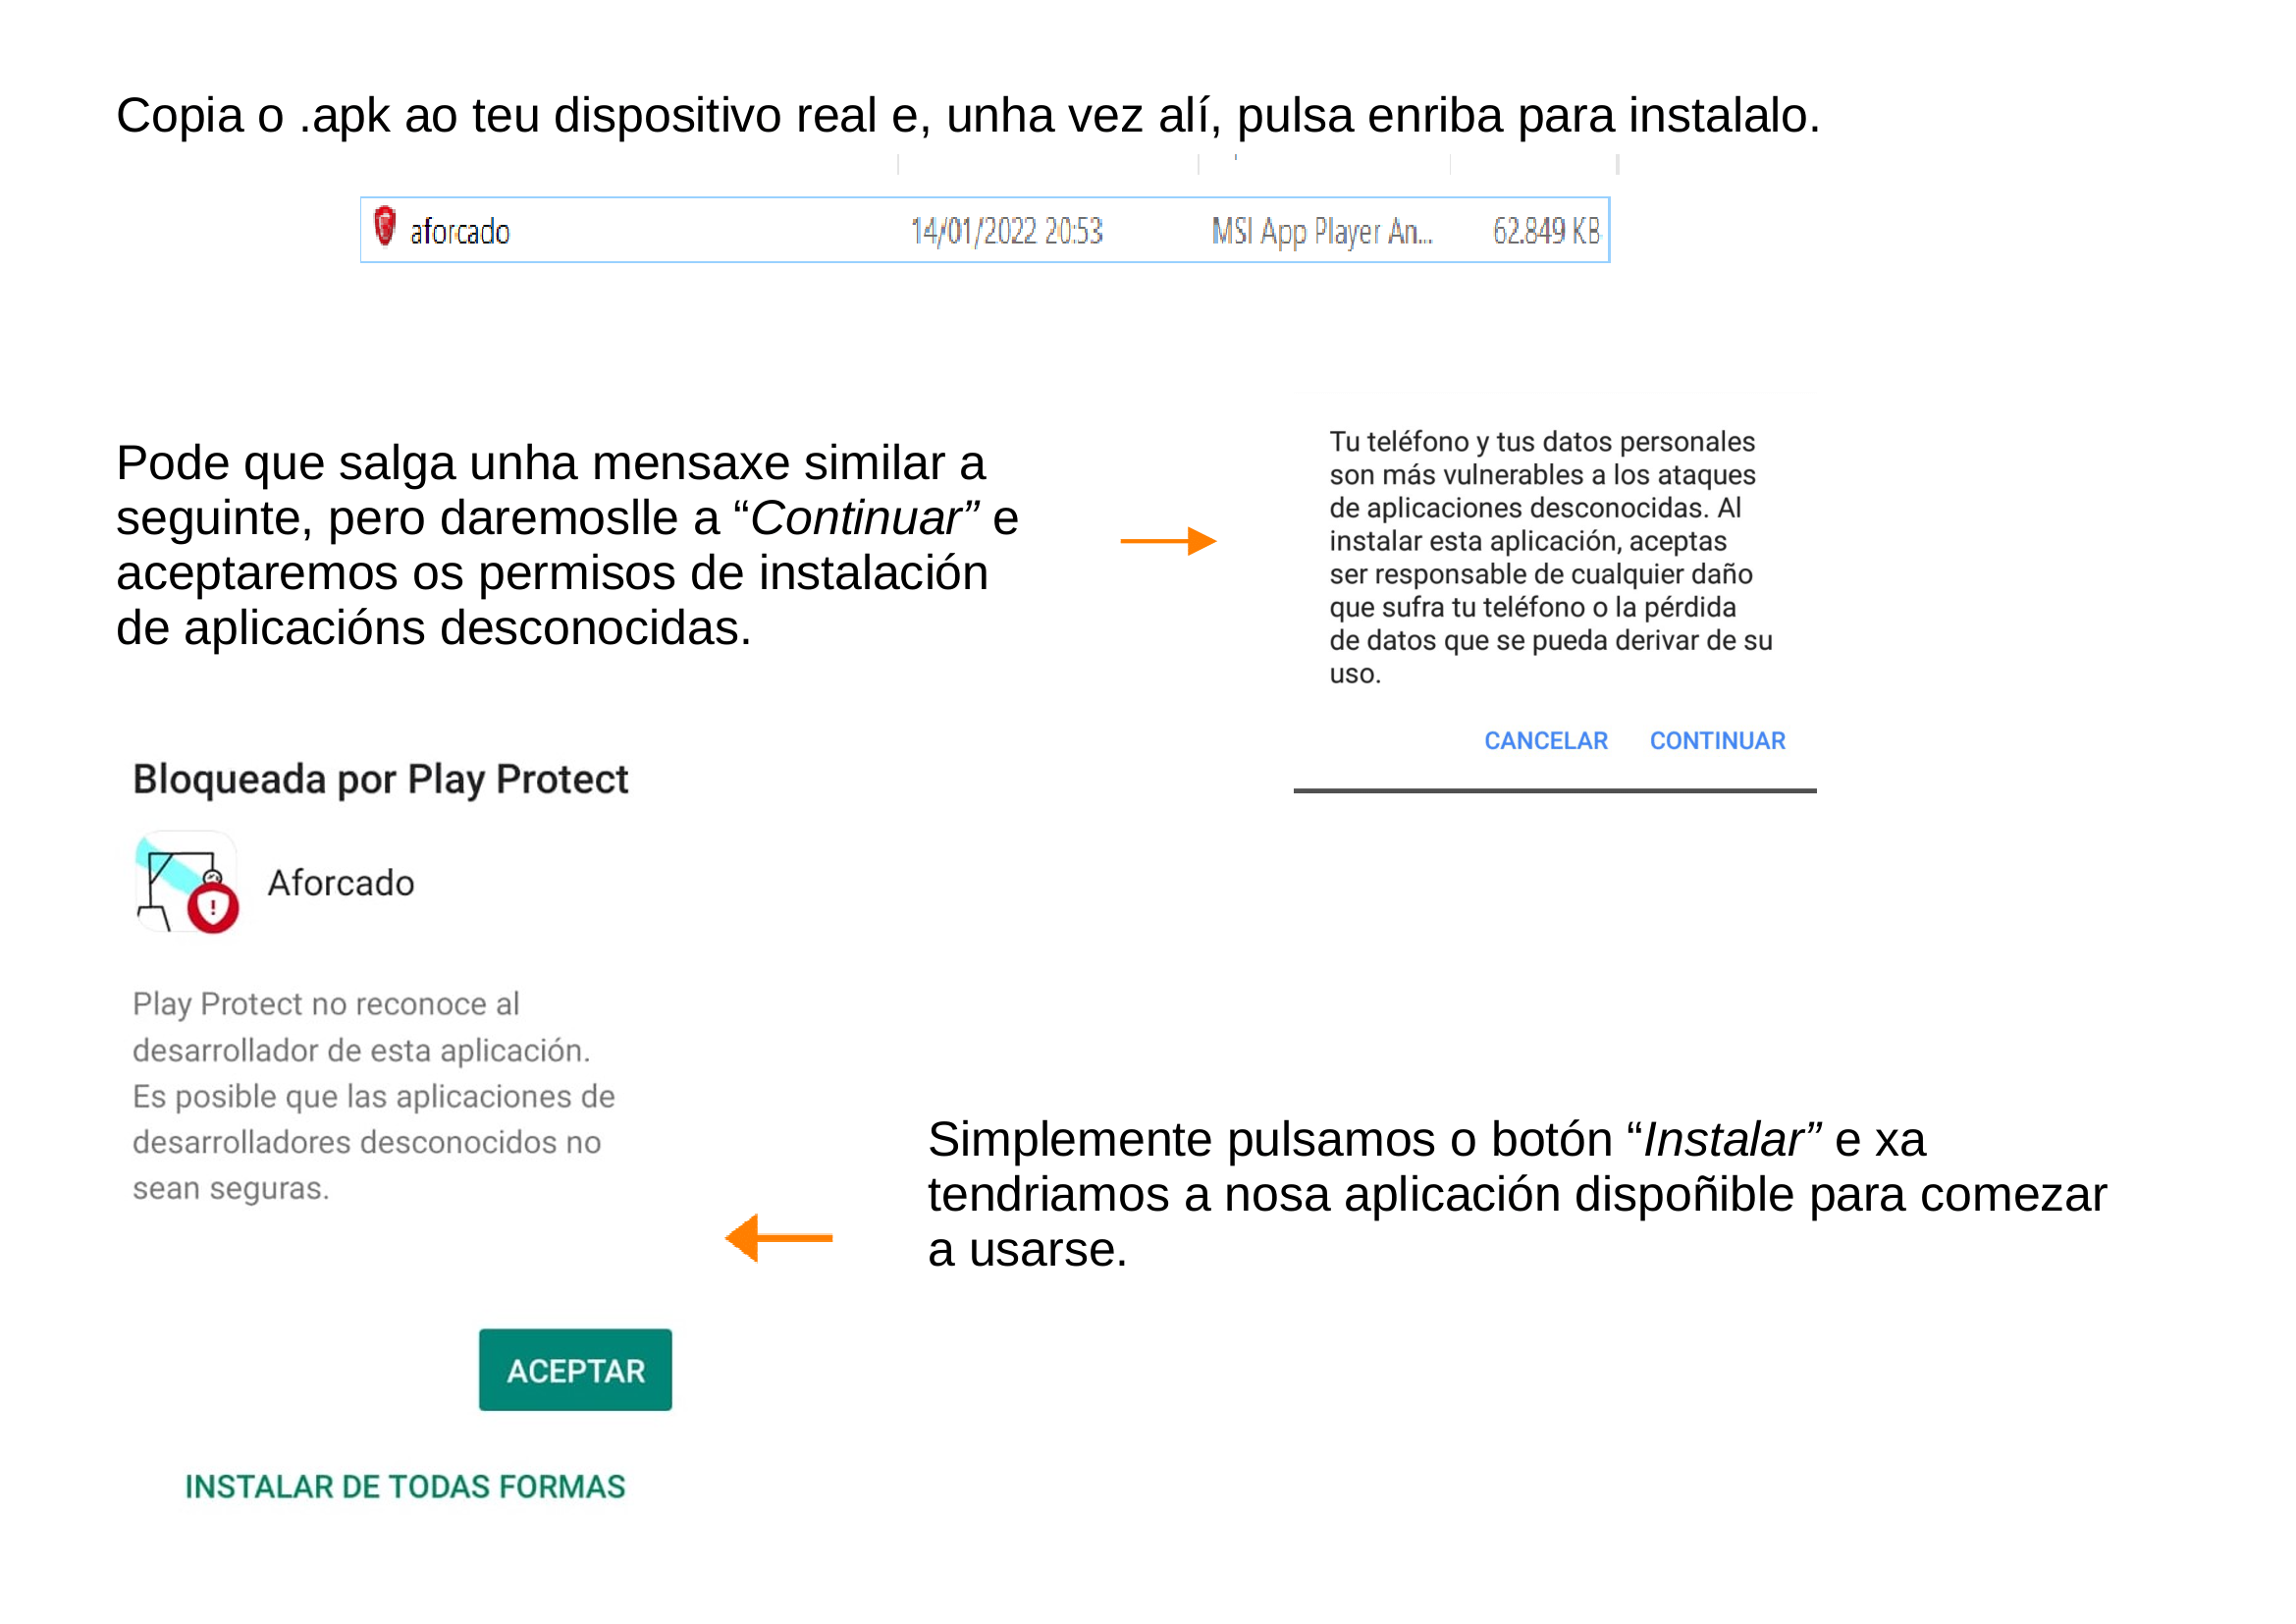 Copia o .apk ao teu dispositivo real e, unha vez alí, pulsa enriba para instalalo.
aforcado 14/01/2022 20:53 MSI App Player An... 62.849 KB
Pode que salga unha mensaxe similar a
seguinte, pero daremoslle a “Continuar” e
aceptaremos os permisos de instalación
de aplicacións desconocidas.
Tu teléfono y tus datos personales
son más vulnerables a los ataques
de aplicaciones desconocidas. Al
instalar esta aplicación, aceptas
ser responsable de cualquier daño
que sufra tu teléfono o la pérdida
de datos que se pueda derivar de su
uso.
CANCELAR CONTINUAR
Bloqueada por Play Protect
Aforcado
Play Protect no reconoce al
desarrollador de esta aplicación.
Es posible que las aplicaciones de
desarrolladores desconocidos no
sean seguras.
ACEPTAR
INSTALAR DE TODAS FORMAS
Simplemente pulsamos o botón “Instalar” e xa
tendriamos a nosa aplicación dispoñible para comezar
a usarse.